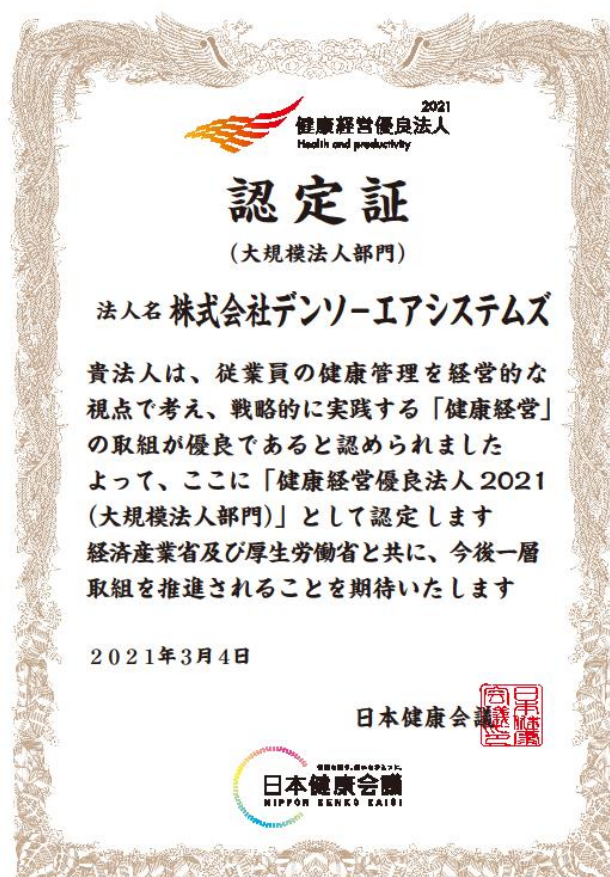 2021
健康経営優良法人
Health and productivity
認定証
(大規模法人部門)
法人名 株式会社デンソーエアシステムズ
貴法人は、従業員の健康管理を経営的な
視点で考え、戦略的に実践する「健康経営」
の取組が優良であると認められました
よって、ここに「健康経営優良法人2021
(大規模法人部門)」として認定します
経済産業省及び厚生労働省と共に、今後一層
取組を推進されることを期待いたします
2021年3月4日
日本健康会議
日本健康会議
NIPPON KENKO KAIGI